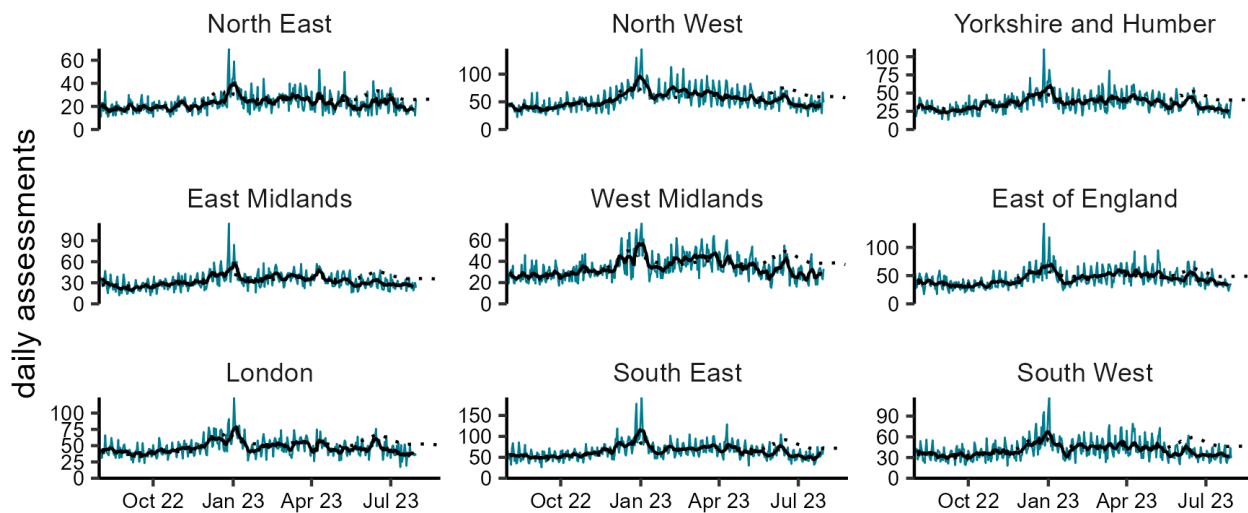 North East
North West
Yorkshire and Humber
60
40
20
0
100
50
0
100
75
50
25
0
daily assessments
East Midlands
West Midlands
East of England
90
60
30
0
60
40
20
0
100
50
0
London
South East
South West
100
75
50
25
0
150
100
50
0
90
60
30
0
Oct 22 Jan 23 Apr 23 Jul 23
Oct 22 Jan 23 Apr 23 Jul 23
Oct 22 Jan 23 Apr 23 Jul 23